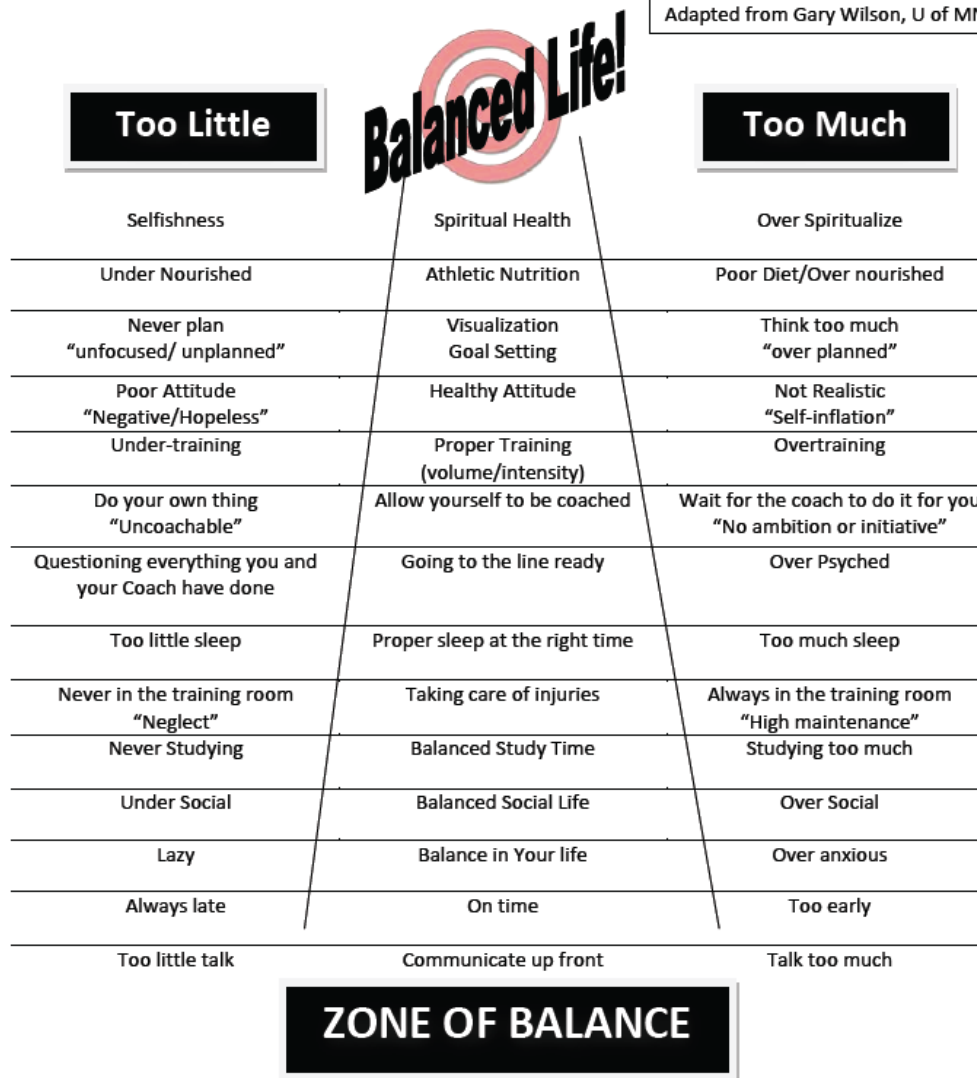 Adapted from Gary Wilson, U of MN
Balanced Life!
Too Little
Too Much
Selfishness Spiritual Health Over Spiritualize
Under Nourished Athletic Nutrition Poor Diet/Over nourished
Never plan Visualization Think too much
“unfocused/ unplanned” Goal Setting “over planned”
Poor Attitude Healthy Attitude Not Realistic
“Negative/Hopeless” “Self-inflation”
Under-training Proper Training Overtraining
(volume/intensity)
Do your own thing Allow yourself to be coached Wait for the coach to do it for you
“Uncoachable” “No ambition or initiative”
Questioning everything you and Going to the line ready Over Psyched
your Coach have done
Too little sleep Proper sleep at the right time Too much sleep
Never in the training room Taking care of injuries Always in the training room
“Neglect” “High maintenance”
Never Studying Balanced Study Time Studying too much
Under Social Balanced Social Life Over Social
Lazy Balance in Your life Over anxious
Always late On time Too early
Too little talk Communicate up front Talk too much
ZONE OF BALANCE